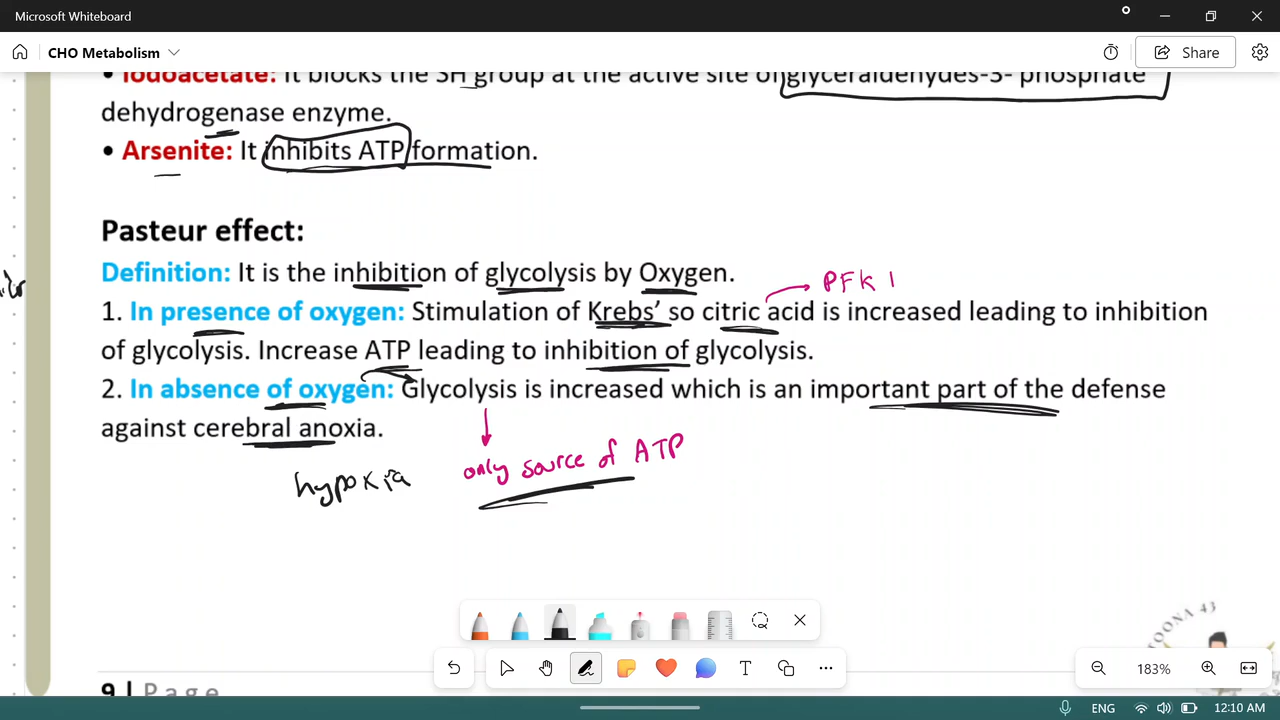 Microsoft Whiteboard
CHO Metabolism
Share
• Iodoacetate: It blocks the SH group at the active site of glyceraldehydes-3- phosphate
dehydrogenase enzyme.
• Arsenite: It inhibits ATP formation.
Pasteur effect:
Definition: It is the inhibition of glycolysis by Oxygen.
PFK 1
1. In presence of oxygen: Stimulation of Krebs’ so citric acid is increased leading to inhibition
of glycolysis. Increase ATP leading to inhibition of glycolysis.
2. In absence of oxygen: Glycolysis is increased which is an important part of the defense
against cerebral anoxia.
only source of ATP
hypoxia
TOONA 43
183%
9 | Page
ENG
12:10 AM